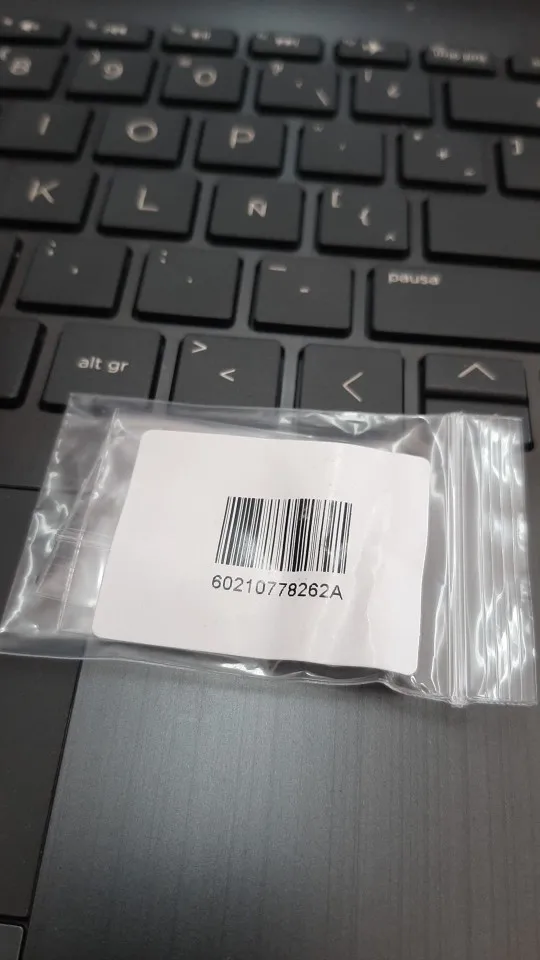 8 ) 9 = 0 ? \ ¿
I O P
K L Ñ [ {
; , : . _ - pausa
alt gr > <
60210778262A